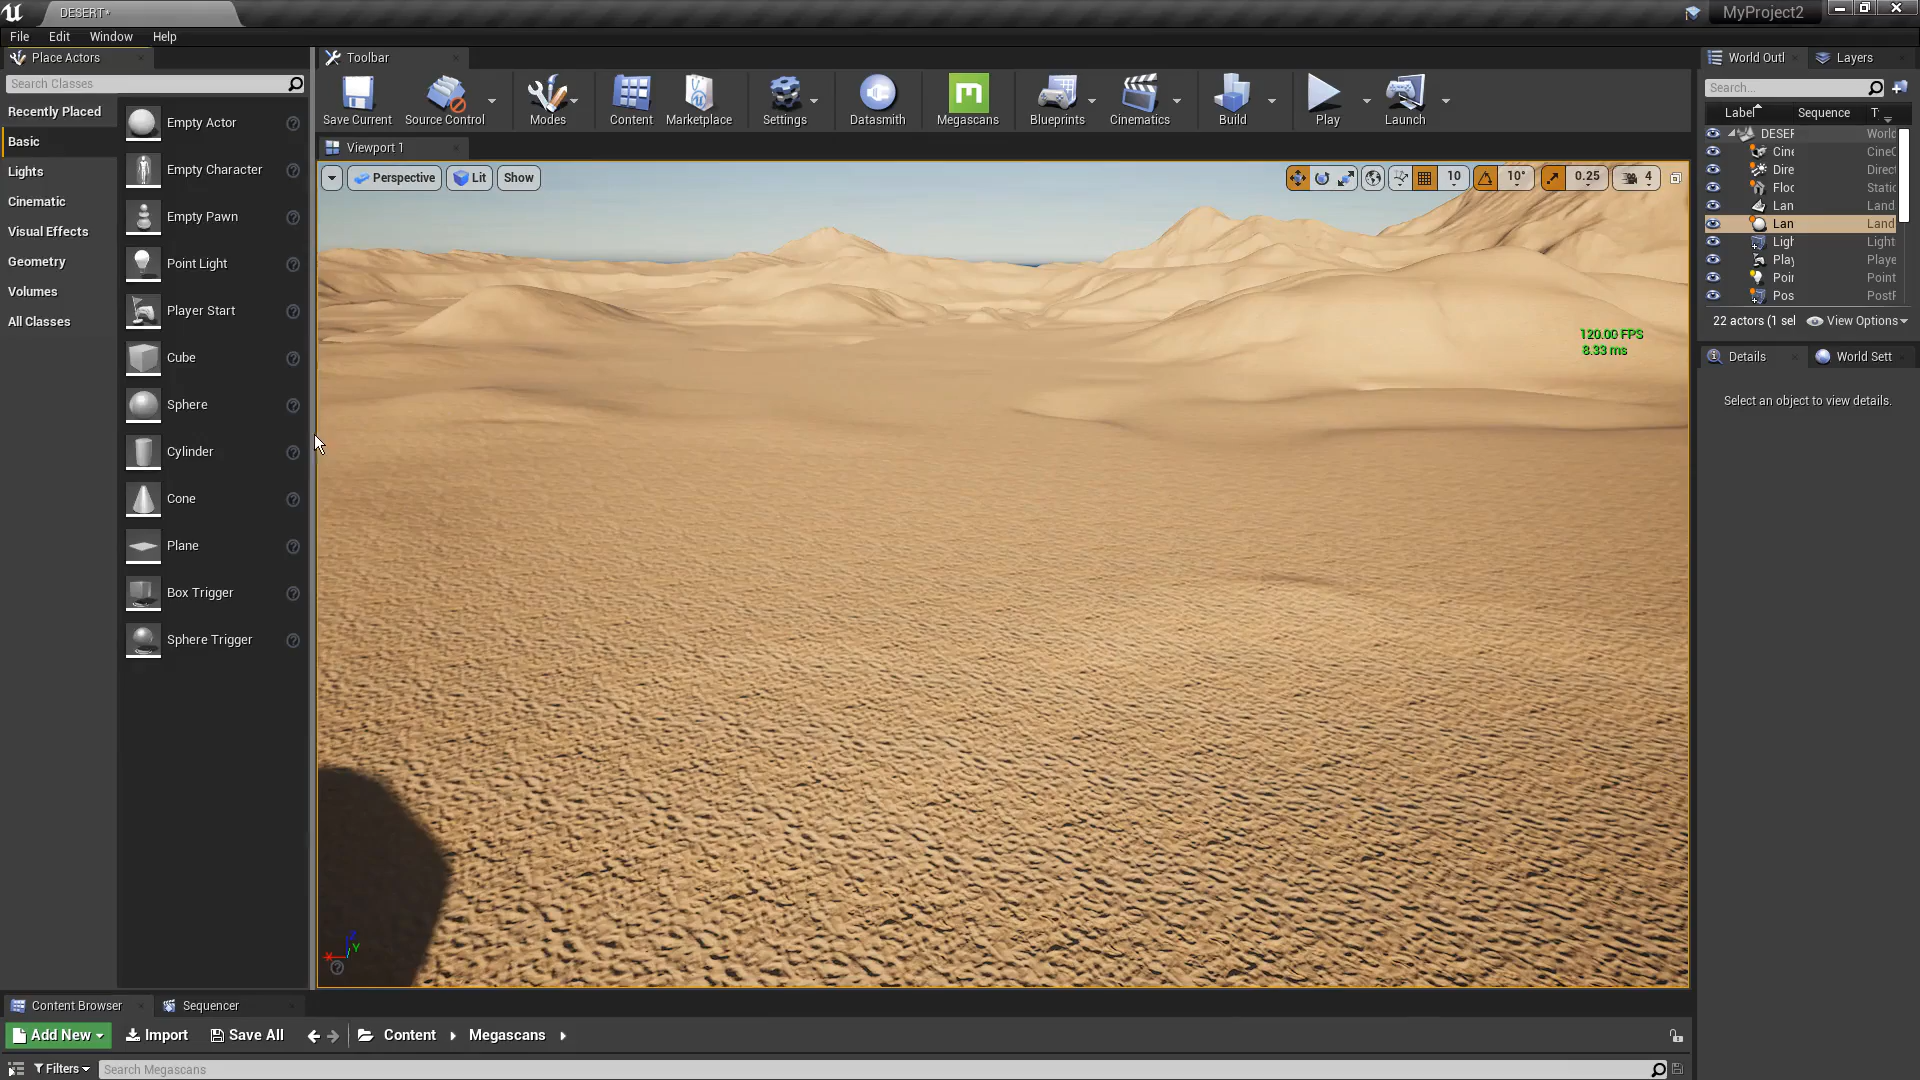 DESERT*
MyProject2
File Edit Window Help
Place Actors
Search Classes
Recently Placed
Basic
Lights
Cinematic
Visual Effects
Geometry
Volumes
All Classes
Empty Actor
Empty Character
Empty Pawn
Point Light
Player Start
Cube
Sphere
Cylinder
Cone
Plane
Box Trigger
Sphere Trigger
Toolbar
Save Current
Source Control
Modes
Content
Marketplace
Settings
Datasmith
Megascans
Blueprints
Cinematics
Build
Play
Launch
Viewport 1
Perspective Lit Show
10 10° 0.25 4
120.00 FPS
8.33 ms
X Y Z
World Outl Layers
Search...
Label Sequence T
DESER World
Cine CineC
Dire Direct
Floo Static
Lan Land
Lan Land
Ligh Light
Play Playe
Poin Point
Pos PostF
22 actors (1 sel View Options
Details World Sett
Select an object to view details.
Content Browser Sequencer
Add New Import Save All Content Megascans
Filters Search Megascans